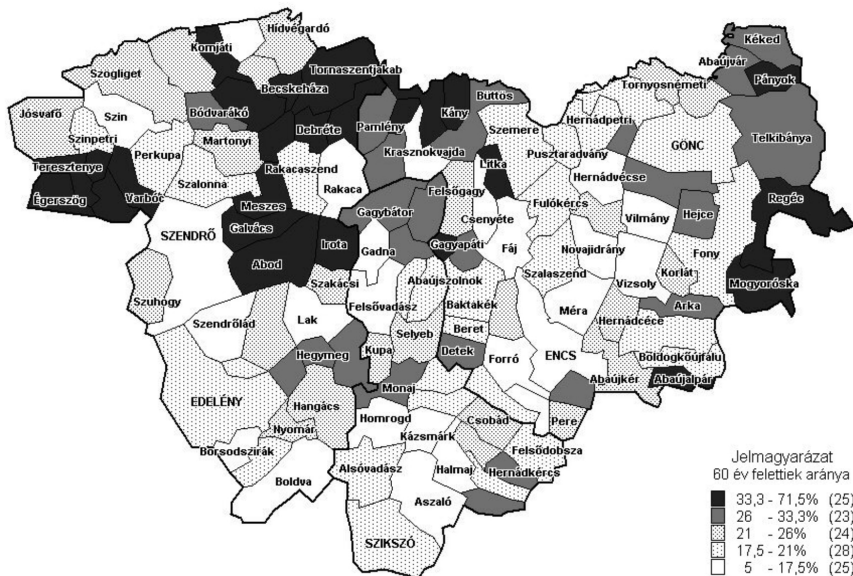 Hídvégardó
Komjáti
Kéked
Abaújvár
Tornaszentjakab
Szögliget
Becskeháza
Pányok
Tornyosnémeti
Büttös
Jósvafő
Szin
Bódvarákó
Kány
Hernádpetri
Debréte
Pamlény
Szemere
GÖNC
Telkibánya
Szinpetri
Martonyi
Perkupa
Krasznokvajda
Pusztaradvány
Teresztenye
Rakacaszend
Litka
Hernádvécse
Szalonna
Rakaca
Felsőgagy
Regéc
Égerszög
Varbóc
Meszes
Fulókércs
Gagybátor
Csenyéte
Vilmány
Hejce
Galvács
SZENDRŐ
Irota
Gadna
Gagyapáti
Fáj
Novajidrány
Fony
Abod
Szalaszend
Korlát
Szakácsi
Abaújszolnok
Mogyoróska
Vizsoly
Szuhogy
Felsővadász
Baktakék
Arka
Méra
Szendrőlád
Lak
Hernádcéce
Beret
Selyeb
Kupa
Detek
Hegymeg
Forró
ENCS
Boldogkőújfalu
Abaújkér
Abaújalpár
Monaj
EDELÉNY
Hangács
Homrogd
Csobád
Pere
Nyomár
Kázsmárk
Borsodszirák
Felsődobsza
Alsóvadász
Halmaj
Hernádkércs
Boldva
Aszaló
SZIKSZÓ
Jelmagyarázat
60 év felettiek aránya
33,3 - 71,5% (25)
26 - 33,3% (23)
21 - 26% (24)
17,5 - 21% (28)
5 - 17,5% (25)